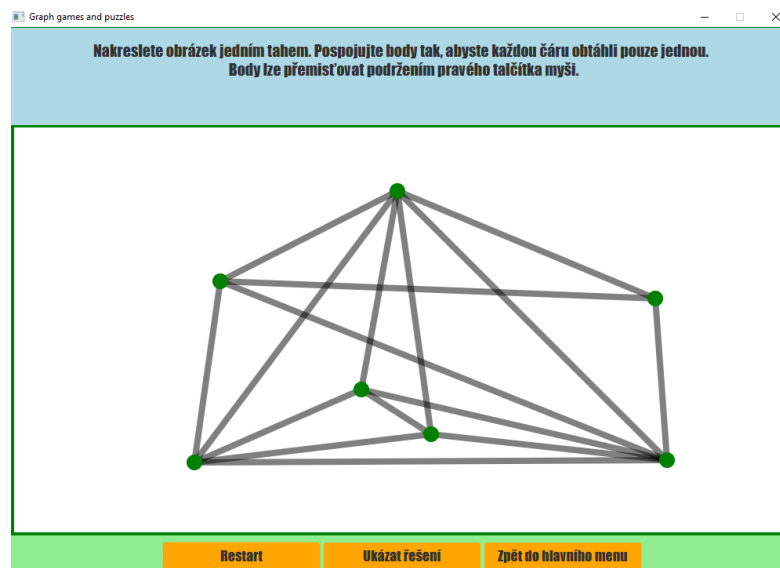 Graph games and puzzles
Nakreslete obrázek jedním tahem. Pospojujte body tak, abyste každou čáru obtáhli pouze jednou.
Body lze přemisťovat podržením pravého talčítka myši.
Restart
Ukázat řešení
Zpět do hlavního menu